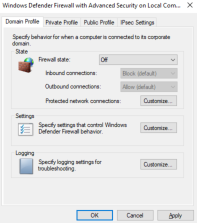 Windows Defender Firewall with Advanced Security on Local Com...
Domain Profile Private Profile Public Profile IPsec Settings
Specify behavior for when a computer is connected to its corporate
domain.
State
Firewall state: Off
Inbound connections: Block (default)
Outbound connections: Allow (default)
Protected network connections: Customize...
Settings
Specify settings that control Windows
Defender Firewall behavior.
Customize...
Logging
Specify logging settings for
troubleshooting.
Customize...
OK Cancel Apply